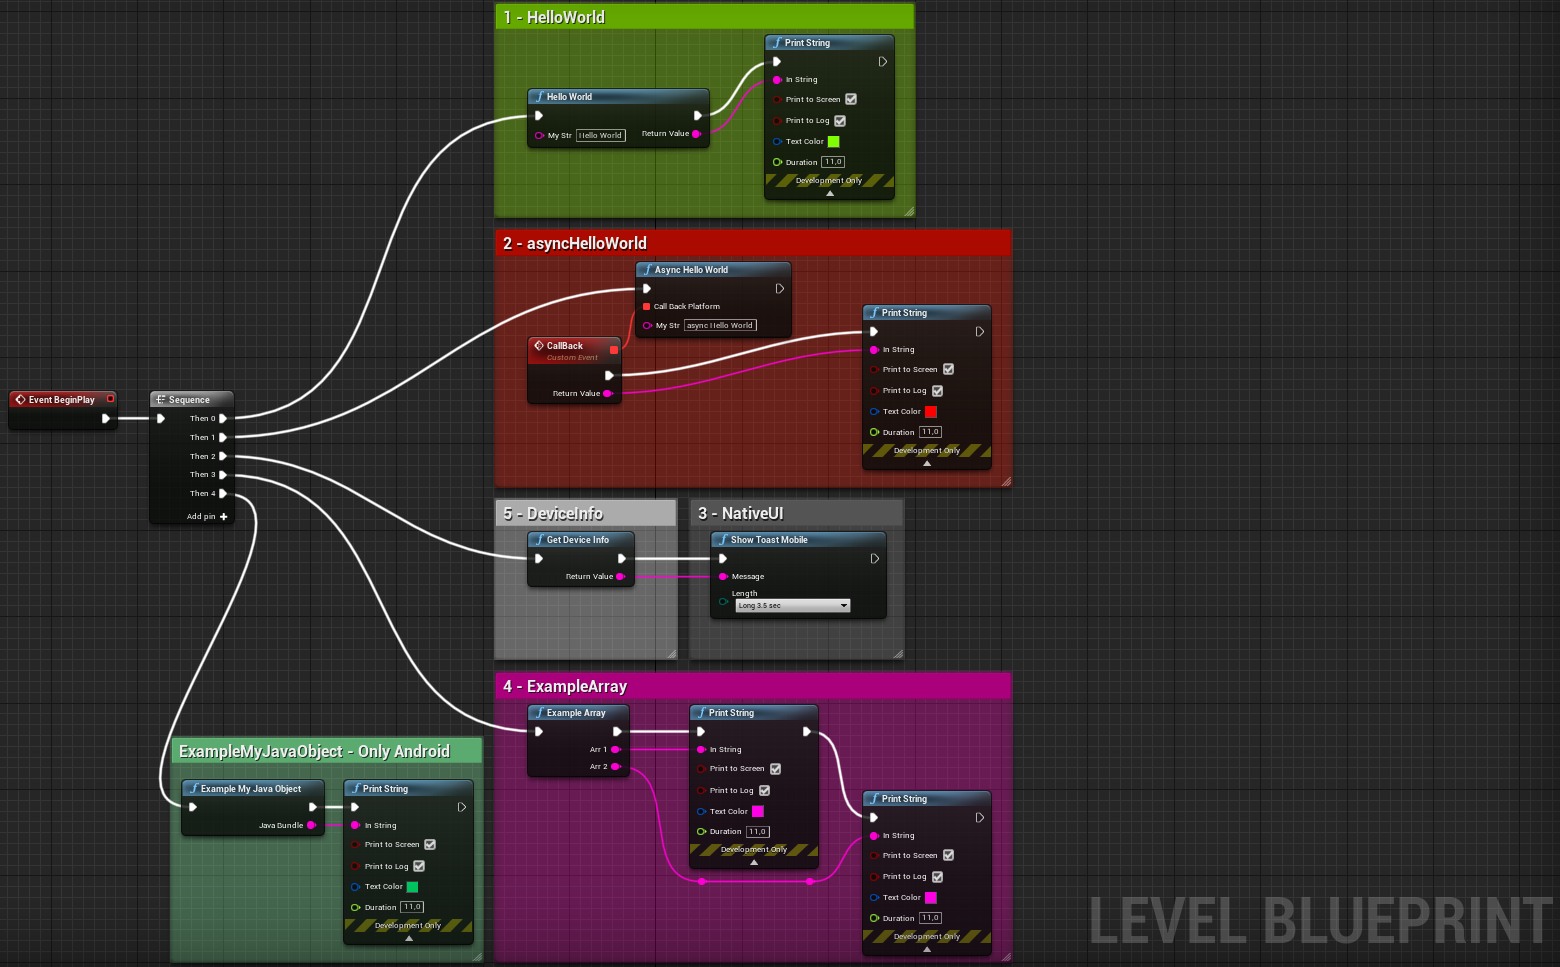 1 - HelloWorld
Print String
In String
Print to Screen
Print to Log
Text Color
Duration 11,0
Development Only
Hello World
My Str Hello World
Return Value
2 - asyncHelloWorld
Async Hello World
Call Back Platform
My Str async Hello World
CallBack
Custom Event
Return Value
Print String
In String
Print to Screen
Print to Log
Text Color
Duration 11,0
Development Only
Event BeginPlay
Sequence
Then 0
Then 1
Then 2
Then 3
Then 4
Add pin
5 - DeviceInfo
Get Device Info
Return Value
3 - NativeUI
Show Toast Mobile
Message
Length
Long 3.5 sec
4 - ExampleArray
Example Array
Arr 1
Arr 2
Print String
In String
Print to Screen
Print to Log
Text Color
Duration 11,0
Development Only
Print String
In String
Print to Screen
Print to Log
Text Color
Duration 11,0
Development Only
ExampleMyJavaObject - Only Android
Example My Java Object
Java Bundle
Print String
In String
Print to Screen
Print to Log
Text Color
Duration 11,0
Development Only
LEVEL BLUEPRINT